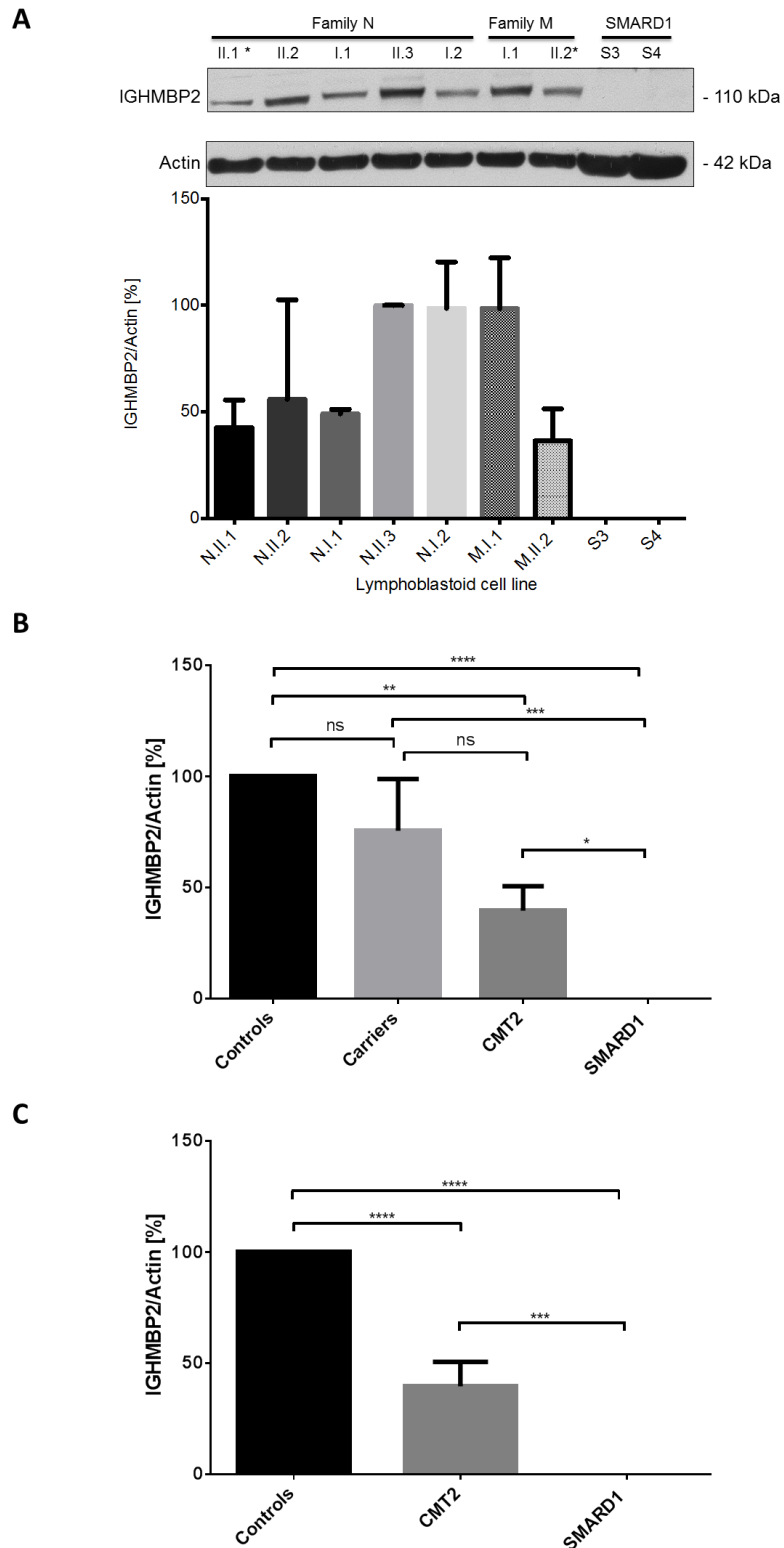 A
Family N Family M SMARD1
II.1 * II.2 I.1 II.3 I.2 I.1 II.2* S3 S4
IGHMBP2 - 110 kDa
Actin - 42 kDa
150
100
50
0
IGHMBP2/Actin [%]
N.II.1 N.II.2 N.I.1 N.II.3 N.I.2 M.I.1 M.II.2 S3 S4
Lymphoblastoid cell line
B
150
100
50
0
IGHMBP2/Actin [%]
****
**
***
ns
ns
*
Controls Carriers CMT2 SMARD1
C
150
100
50
0
IGHMBP2/Actin [%]
****
****
***
Controls CMT2 SMARD1